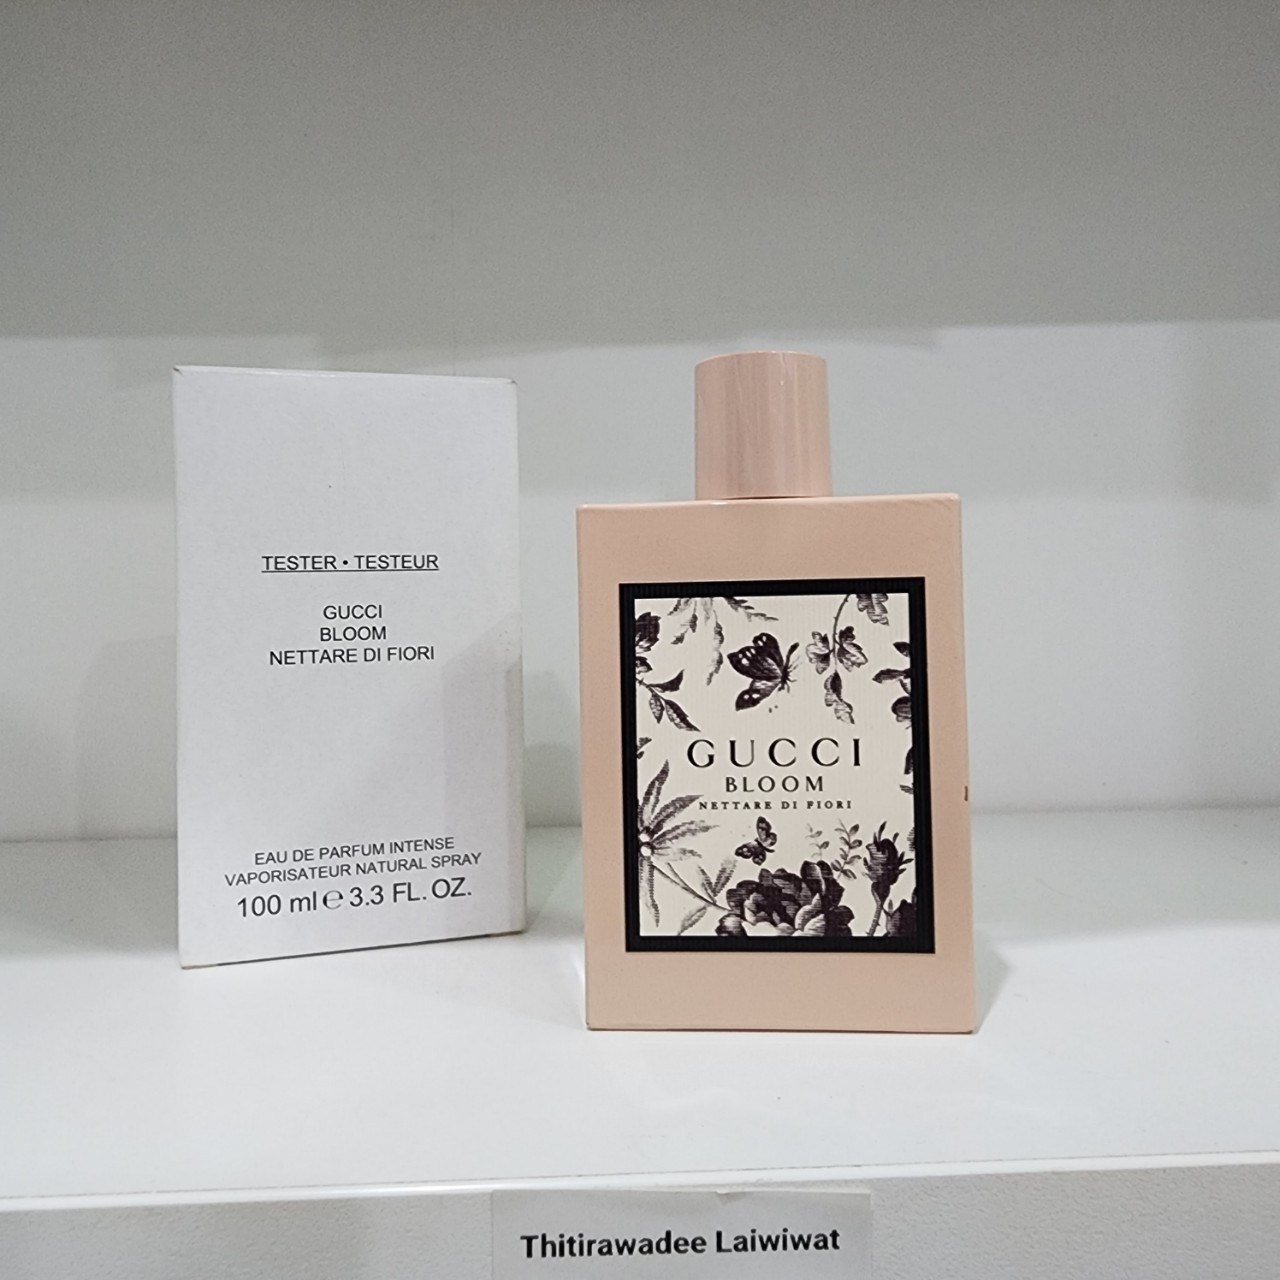 TESTER • TESTEUR
GUCCI
BLOOM
NETTARE DI FIORI
EAU DE PARFUM INTENSE
VAPORISATEUR NATURAL SPRAY
100 ml ℮ 3.3 FL. OZ.
GUCCI
BLOOM
NETTARE DI FIORI
Thitirawadee Laiwiwat